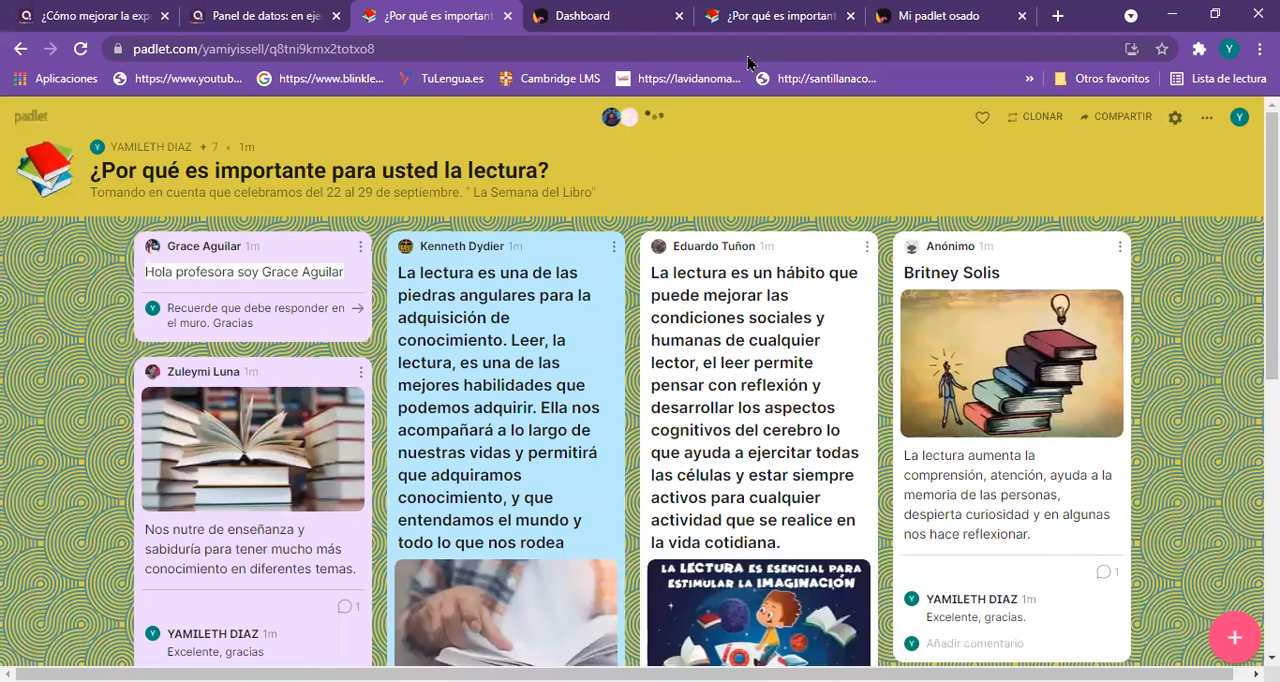 ¿Cómo mejorar la exp
Panel de datos: en eje
¿Por qué es important
Dashboard
¿Por qué es important
Mi padlet osado
padlet.com/yamiyissell/q8tni9kmx2totxo8
Y
Aplicaciones
https://www.youtub...
https://www.blinkle...
TuLengua.es
Cambridge LMS
https://lavidanoma...
http://santillanaco...
»
Otros favoritos
Lista de lectura
padlet
CLONAR
COMPARTIR
Y
Y YAMILETH DIAZ + 7 • 1m
¿Por qué es importante para usted la lectura?
Tomando en cuenta que celebramos del 22 al 29 de septiembre. " La Semana del Libro"
Grace Aguilar 1m
Hola profesora soy Grace Aguilar
Y Recuerde que debe responder en
el muro. Gracias
Zuleymi Luna 1m
Nos nutre de enseñanza y
sabiduría para tener mucho más
conocimiento en diferentes temas.
1
Y YAMILETH DIAZ 1m
Excelente, gracias
Kenneth Dydier 1m
La lectura es una de las
piedras angulares para la
adquisición de
conocimiento. Leer, la
lectura, es una de las
mejores habilidades que
podemos adquirir. Ella nos
acompañará a lo largo de
nuestras vidas y permitirá
que adquiramos
conocimiento, y que
entendamos el mundo y
todo lo que nos rodea
Eduardo Tuñon 1m
La lectura es un hábito que
puede mejorar las
condiciones sociales y
humanas de cualquier
lector, el leer permite
pensar con reflexión y
desarrollar los aspectos
cognitivos del cerebro lo
que ayuda a ejercitar todas
las células y estar siempre
activos para cualquier
actividad que se realice en
la vida cotidiana.
LA LECTURA ES ESENCIAL PARA
ESTIMULAR LA IMAGINACIÓN
Anónimo 1m
Britney Solis
La lectura aumenta la
comprensión, atención, ayuda a la
memoria de las personas,
despierta curiosidad y en algunas
nos hace reflexionar.
1
Y YAMILETH DIAZ 1m
Excelente, gracias.
Y Añadir comentario